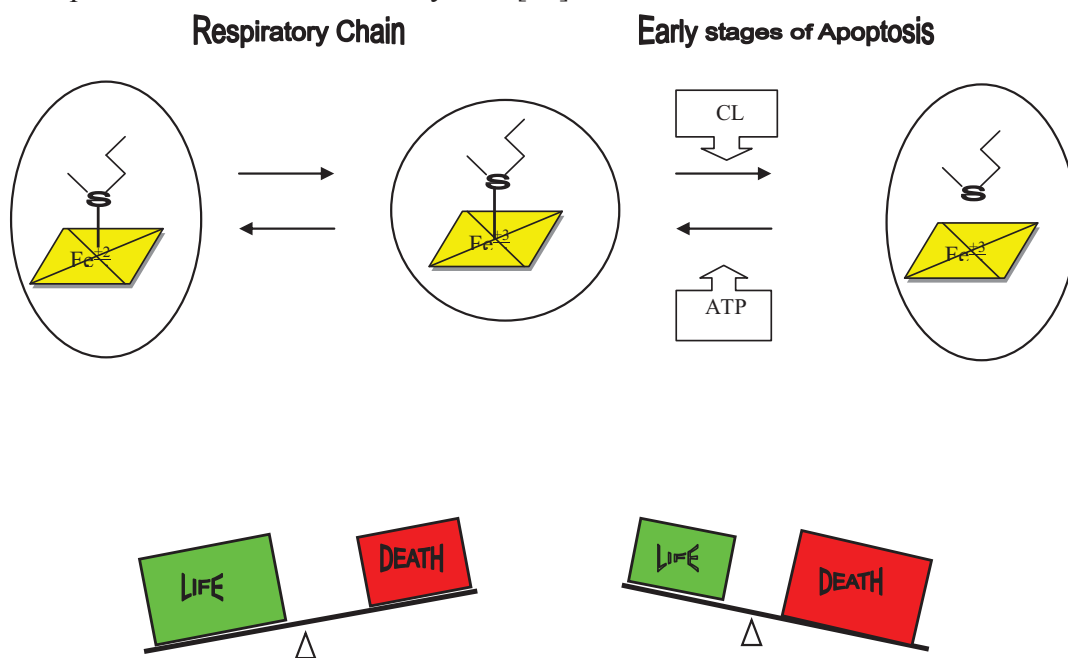 Respiratory Chain
Early stages of Apoptosis
CL
S
S
S
Fe+2
Fe+3
Fe+3
ATP
LIFE
DEATH
LIFE
DEATH